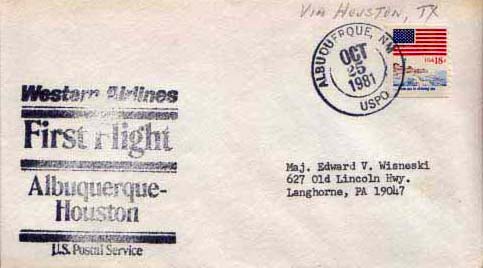 Via Houston, TX
ALBUQUERQUE, NM
OCT
25
1981
USPO
USA 18c
Western Airlines
First Flight
Albuquerque-
Houston
U.S. Postal Service
Maj. Edward V. Wisneski
627 Old Lincoln Hwy.
Langhorne, PA 19047